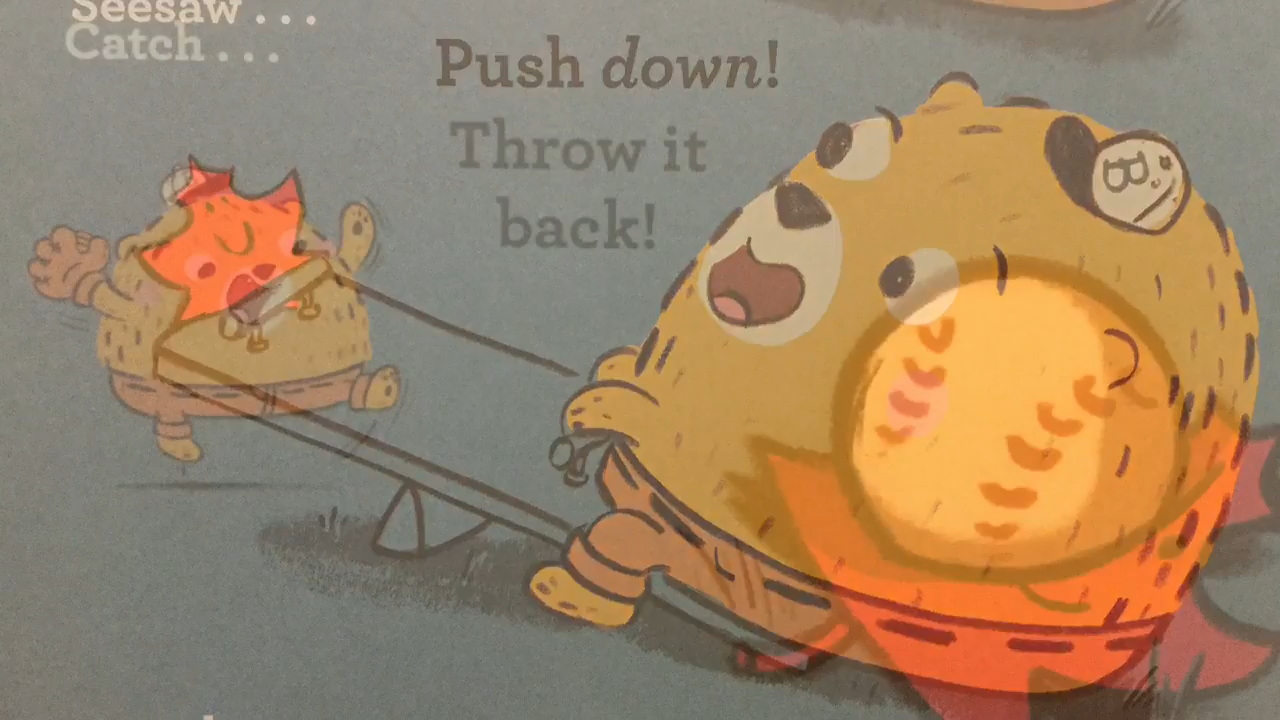 Seesaw . . .
Catch . . .
Push down!
Throw it
back!
B